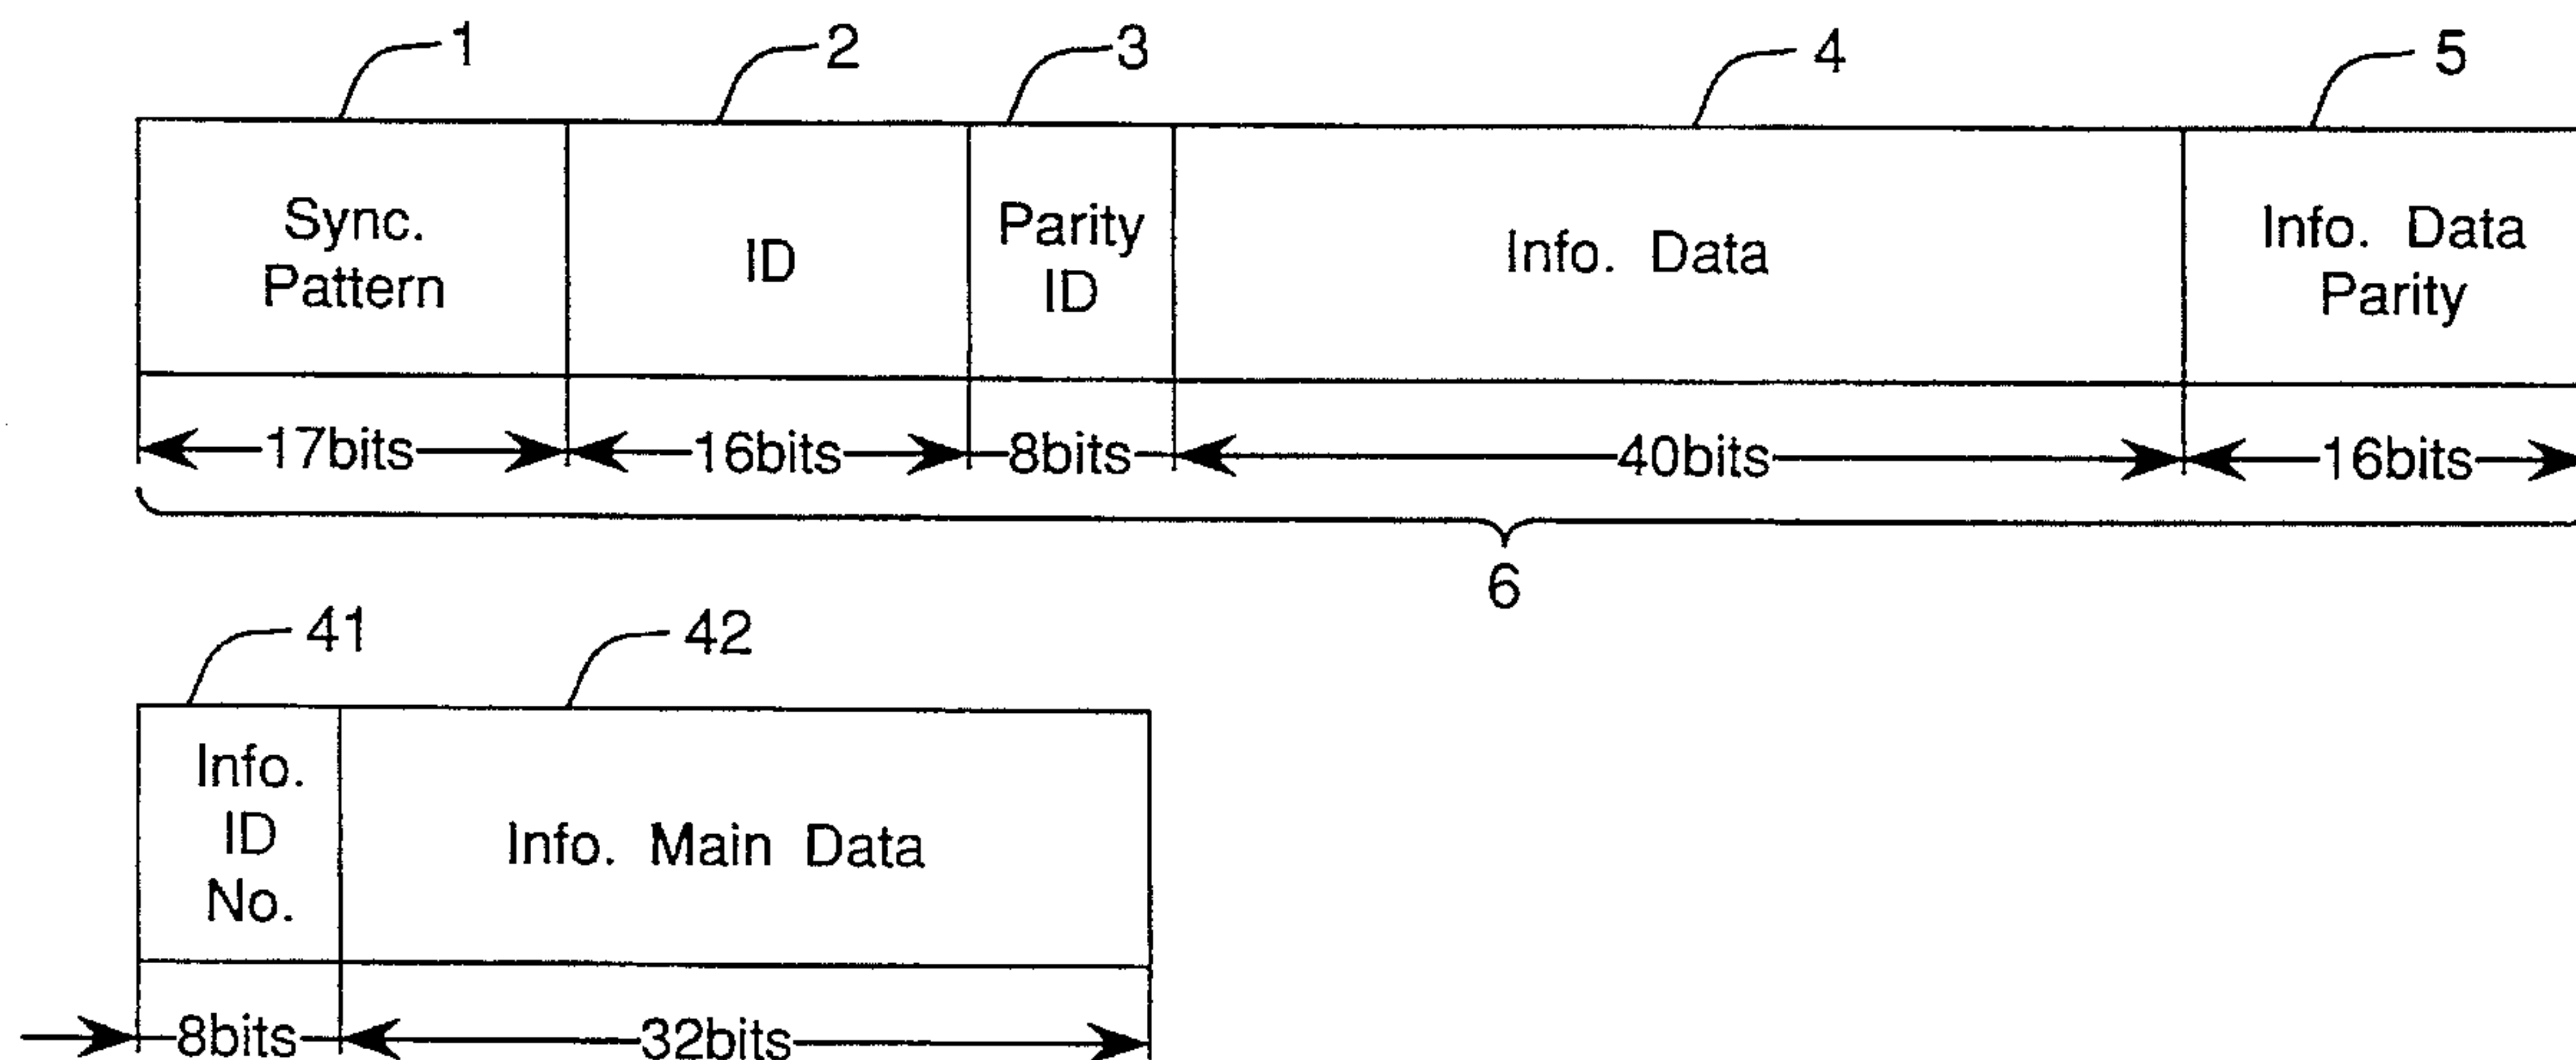 1 2 3 4 5
Sync.
Pattern
ID
Parity
ID
Info. Data
Info. Data
Parity
17bits 16bits 8bits 40bits 16bits
6
41 42
Info.
ID
No.
Info. Main Data
8bits 32bits